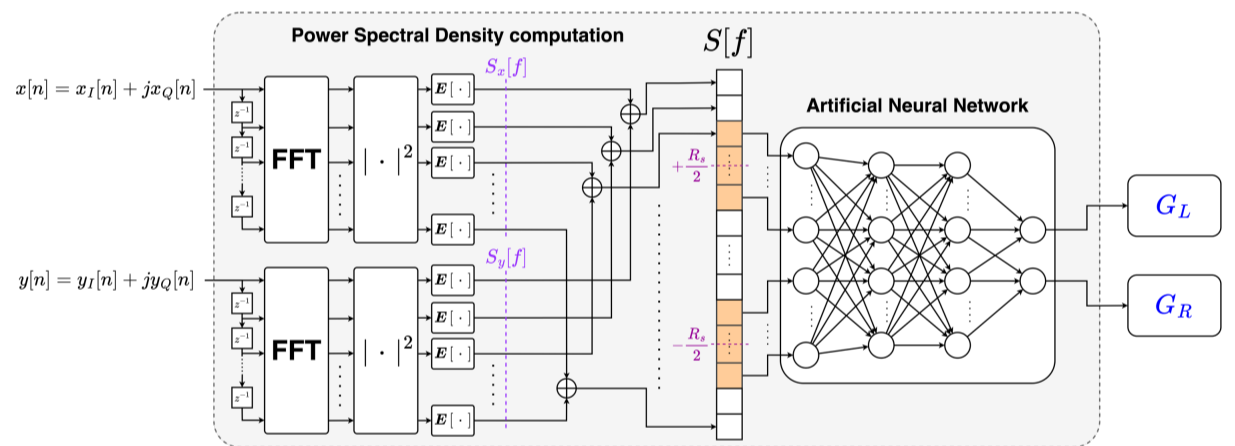 Power Spectral Density computation
S[f]
x[n] = x_I[n] + jx_Q[n]
z⁻¹
z⁻¹
z⁻¹
FFT
| · |²
E[ · ]
E[ · ]
E[ · ]
E[ · ]
S_x[f]
y[n] = y_I[n] + jy_Q[n]
z⁻¹
z⁻¹
z⁻¹
FFT
| · |²
E[ · ]
E[ · ]
E[ · ]
E[ · ]
S_y[f]
+R_s/2
−R_s/2
Artificial Neural Network
G_L
G_R